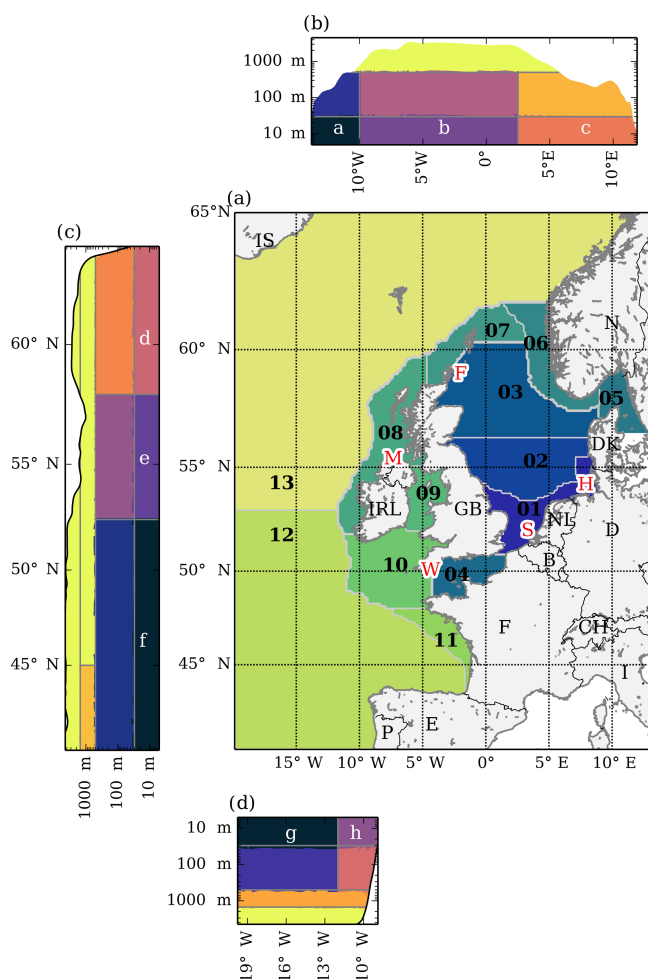 (b)
1000 m
100 m
10 m
a b c
10°W 5°W 0° 5°E 10°E
(a)
65° N
60° N
55° N
50° N
45° N
15° W 10° W 5° W 0° 5° E 10° E
IS
N
07
06
F
03
05
08
DK
M
02
13
H
09
IRL
GB
01
NL
S
D
12
10
W
04
B
F
CH
11
I
P
E
(c)
60° N
55° N
50° N
45° N
d
e
f
1000 m
100 m
10 m
(d)
10 m
100 m
1000 m
g h
19° W
16° W
13° W
10° W